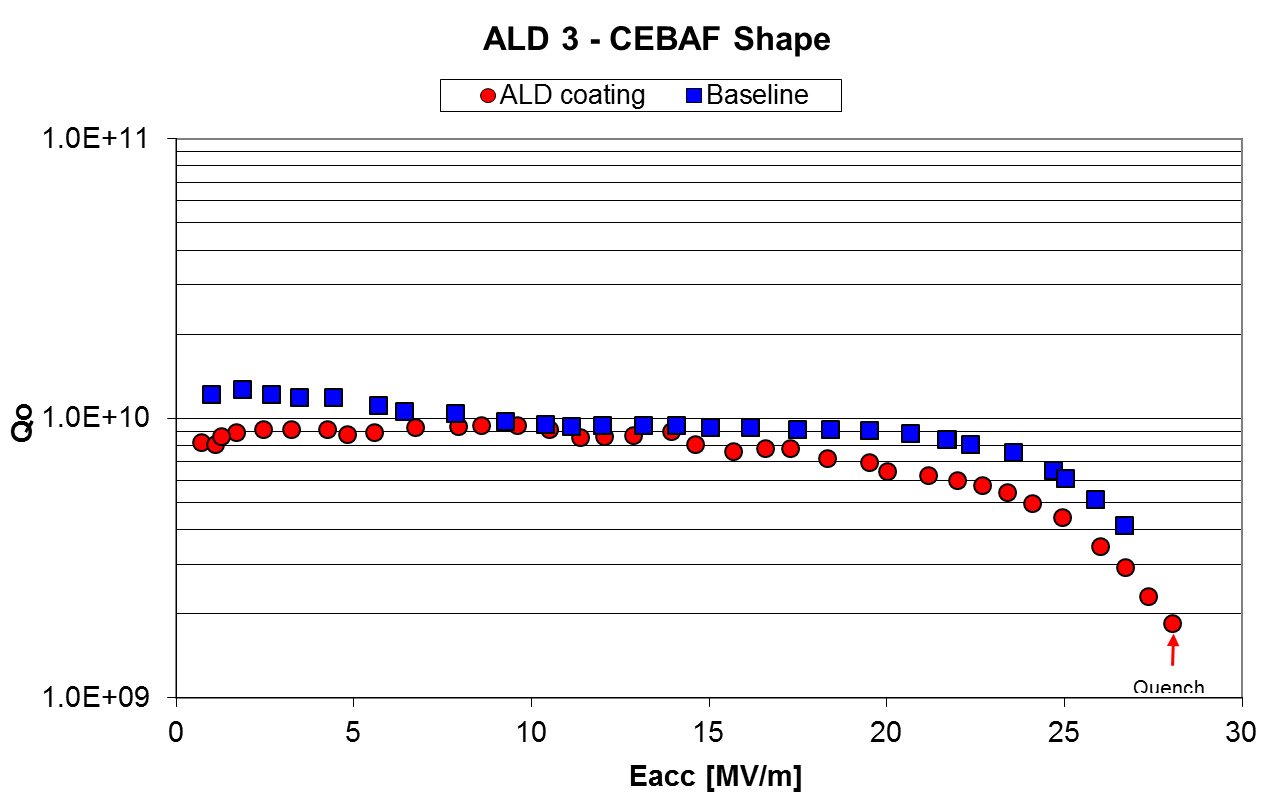 ALD 3 - CEBAF Shape
ALD coating Baseline
1.0E+11
1.0E+10
1.0E+09
Qo
Quench
0 5 10 15 20 25 30
Eacc [MV/m]